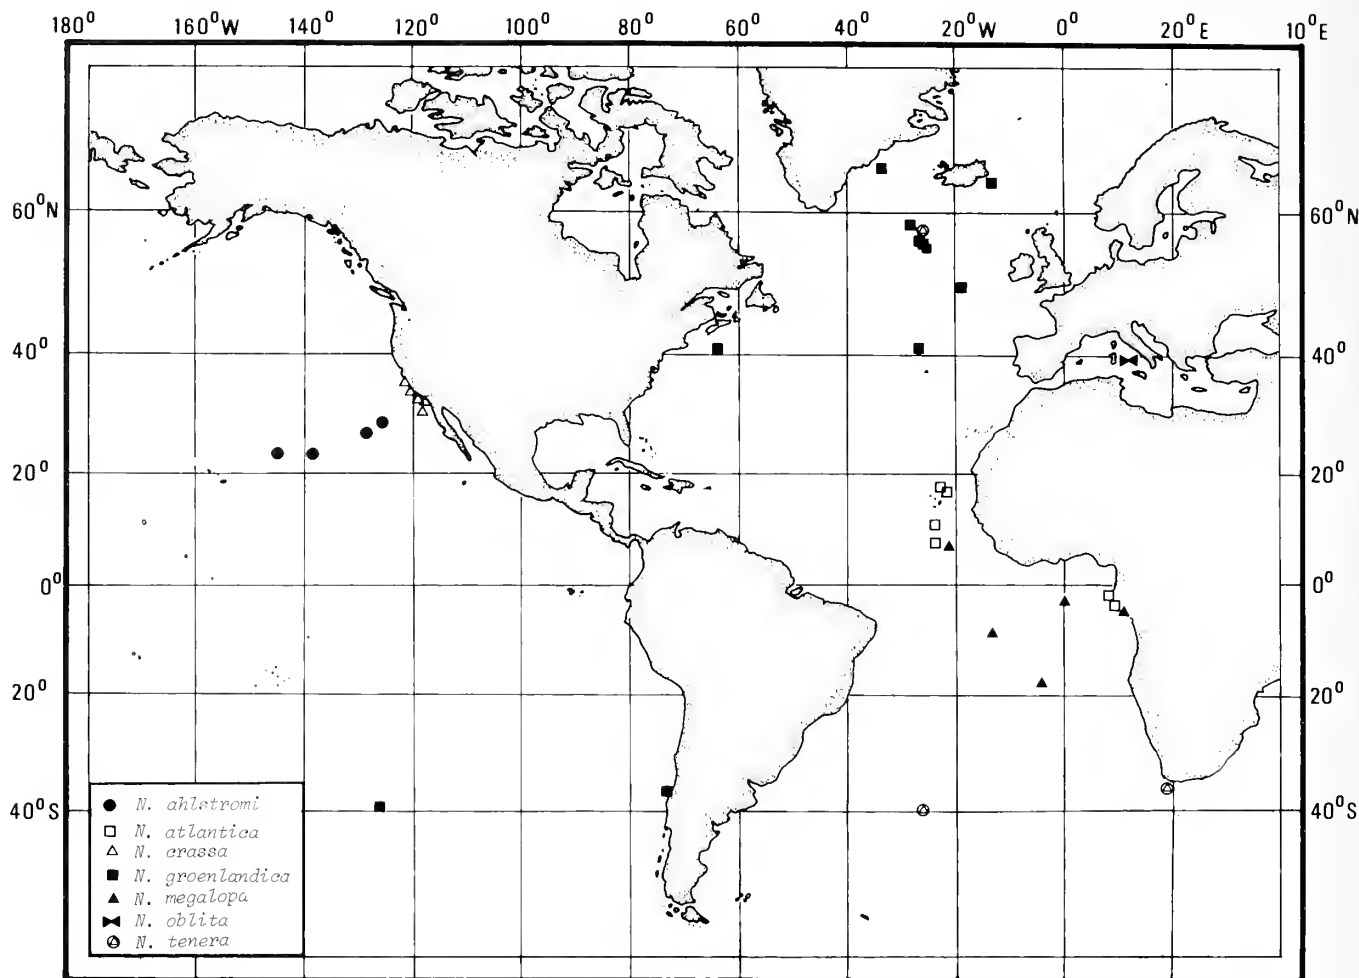 180⁰ 160⁰W 140⁰ 120⁰ 100⁰ 80⁰ 60⁰ 40⁰ 20⁰W 0⁰ 20⁰E 10⁰E
60⁰N 60⁰N
40⁰ 40⁰
20⁰ 20⁰
0⁰ 0⁰
20⁰ 20⁰
40⁰S 40⁰S
N. ahlstromi
N. atlantica
N. crassa
N. groenlandica
N. megalopa
N. oblita
N. tenera